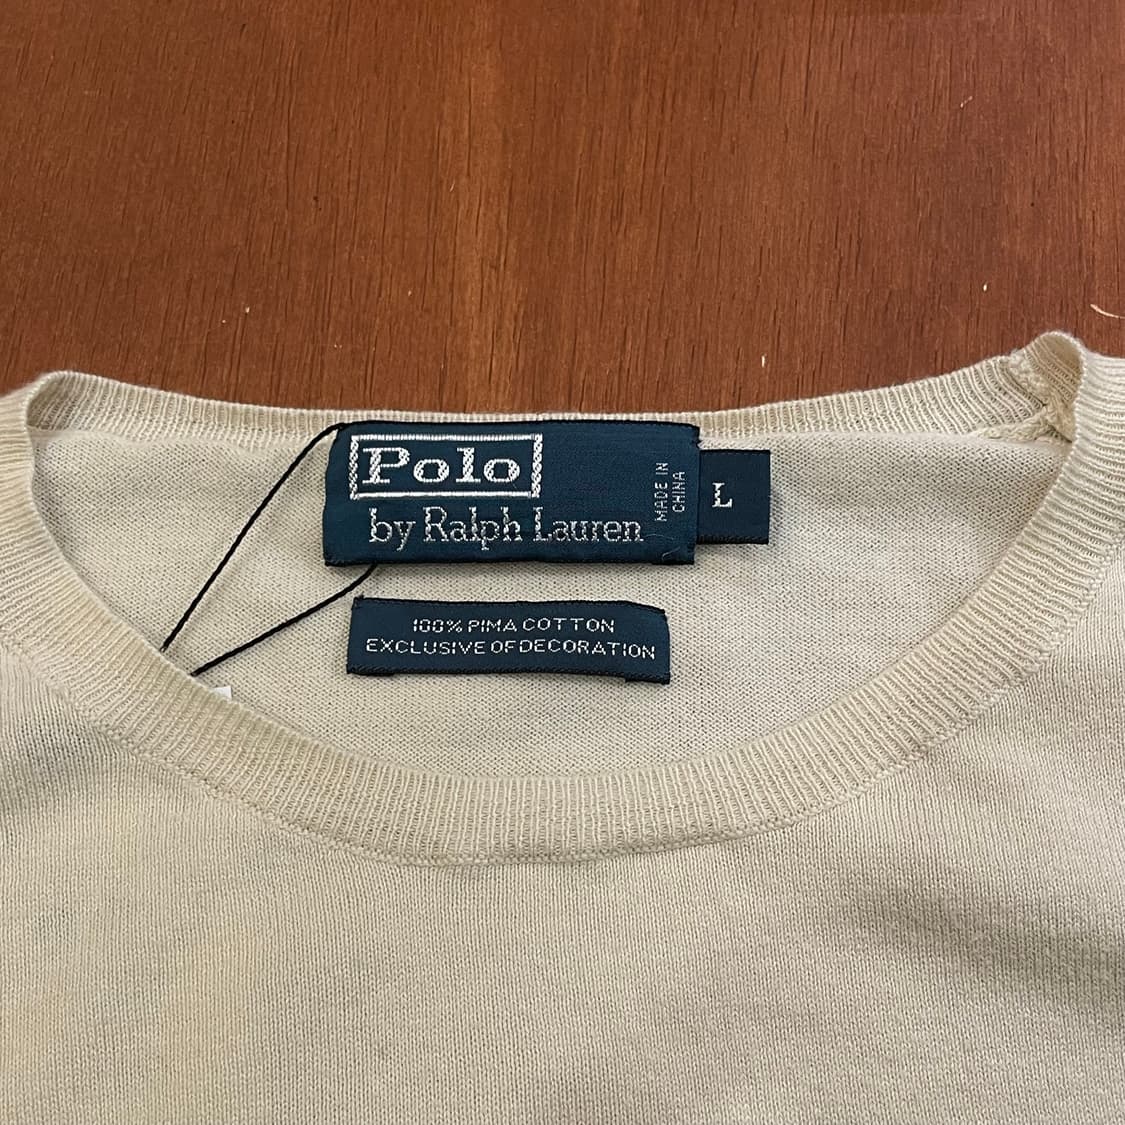 Polo
by Ralph Lauren
MADE IN
CHINA
L
100% PIMA COTTON
EXCLUSIVE OF DECORATION